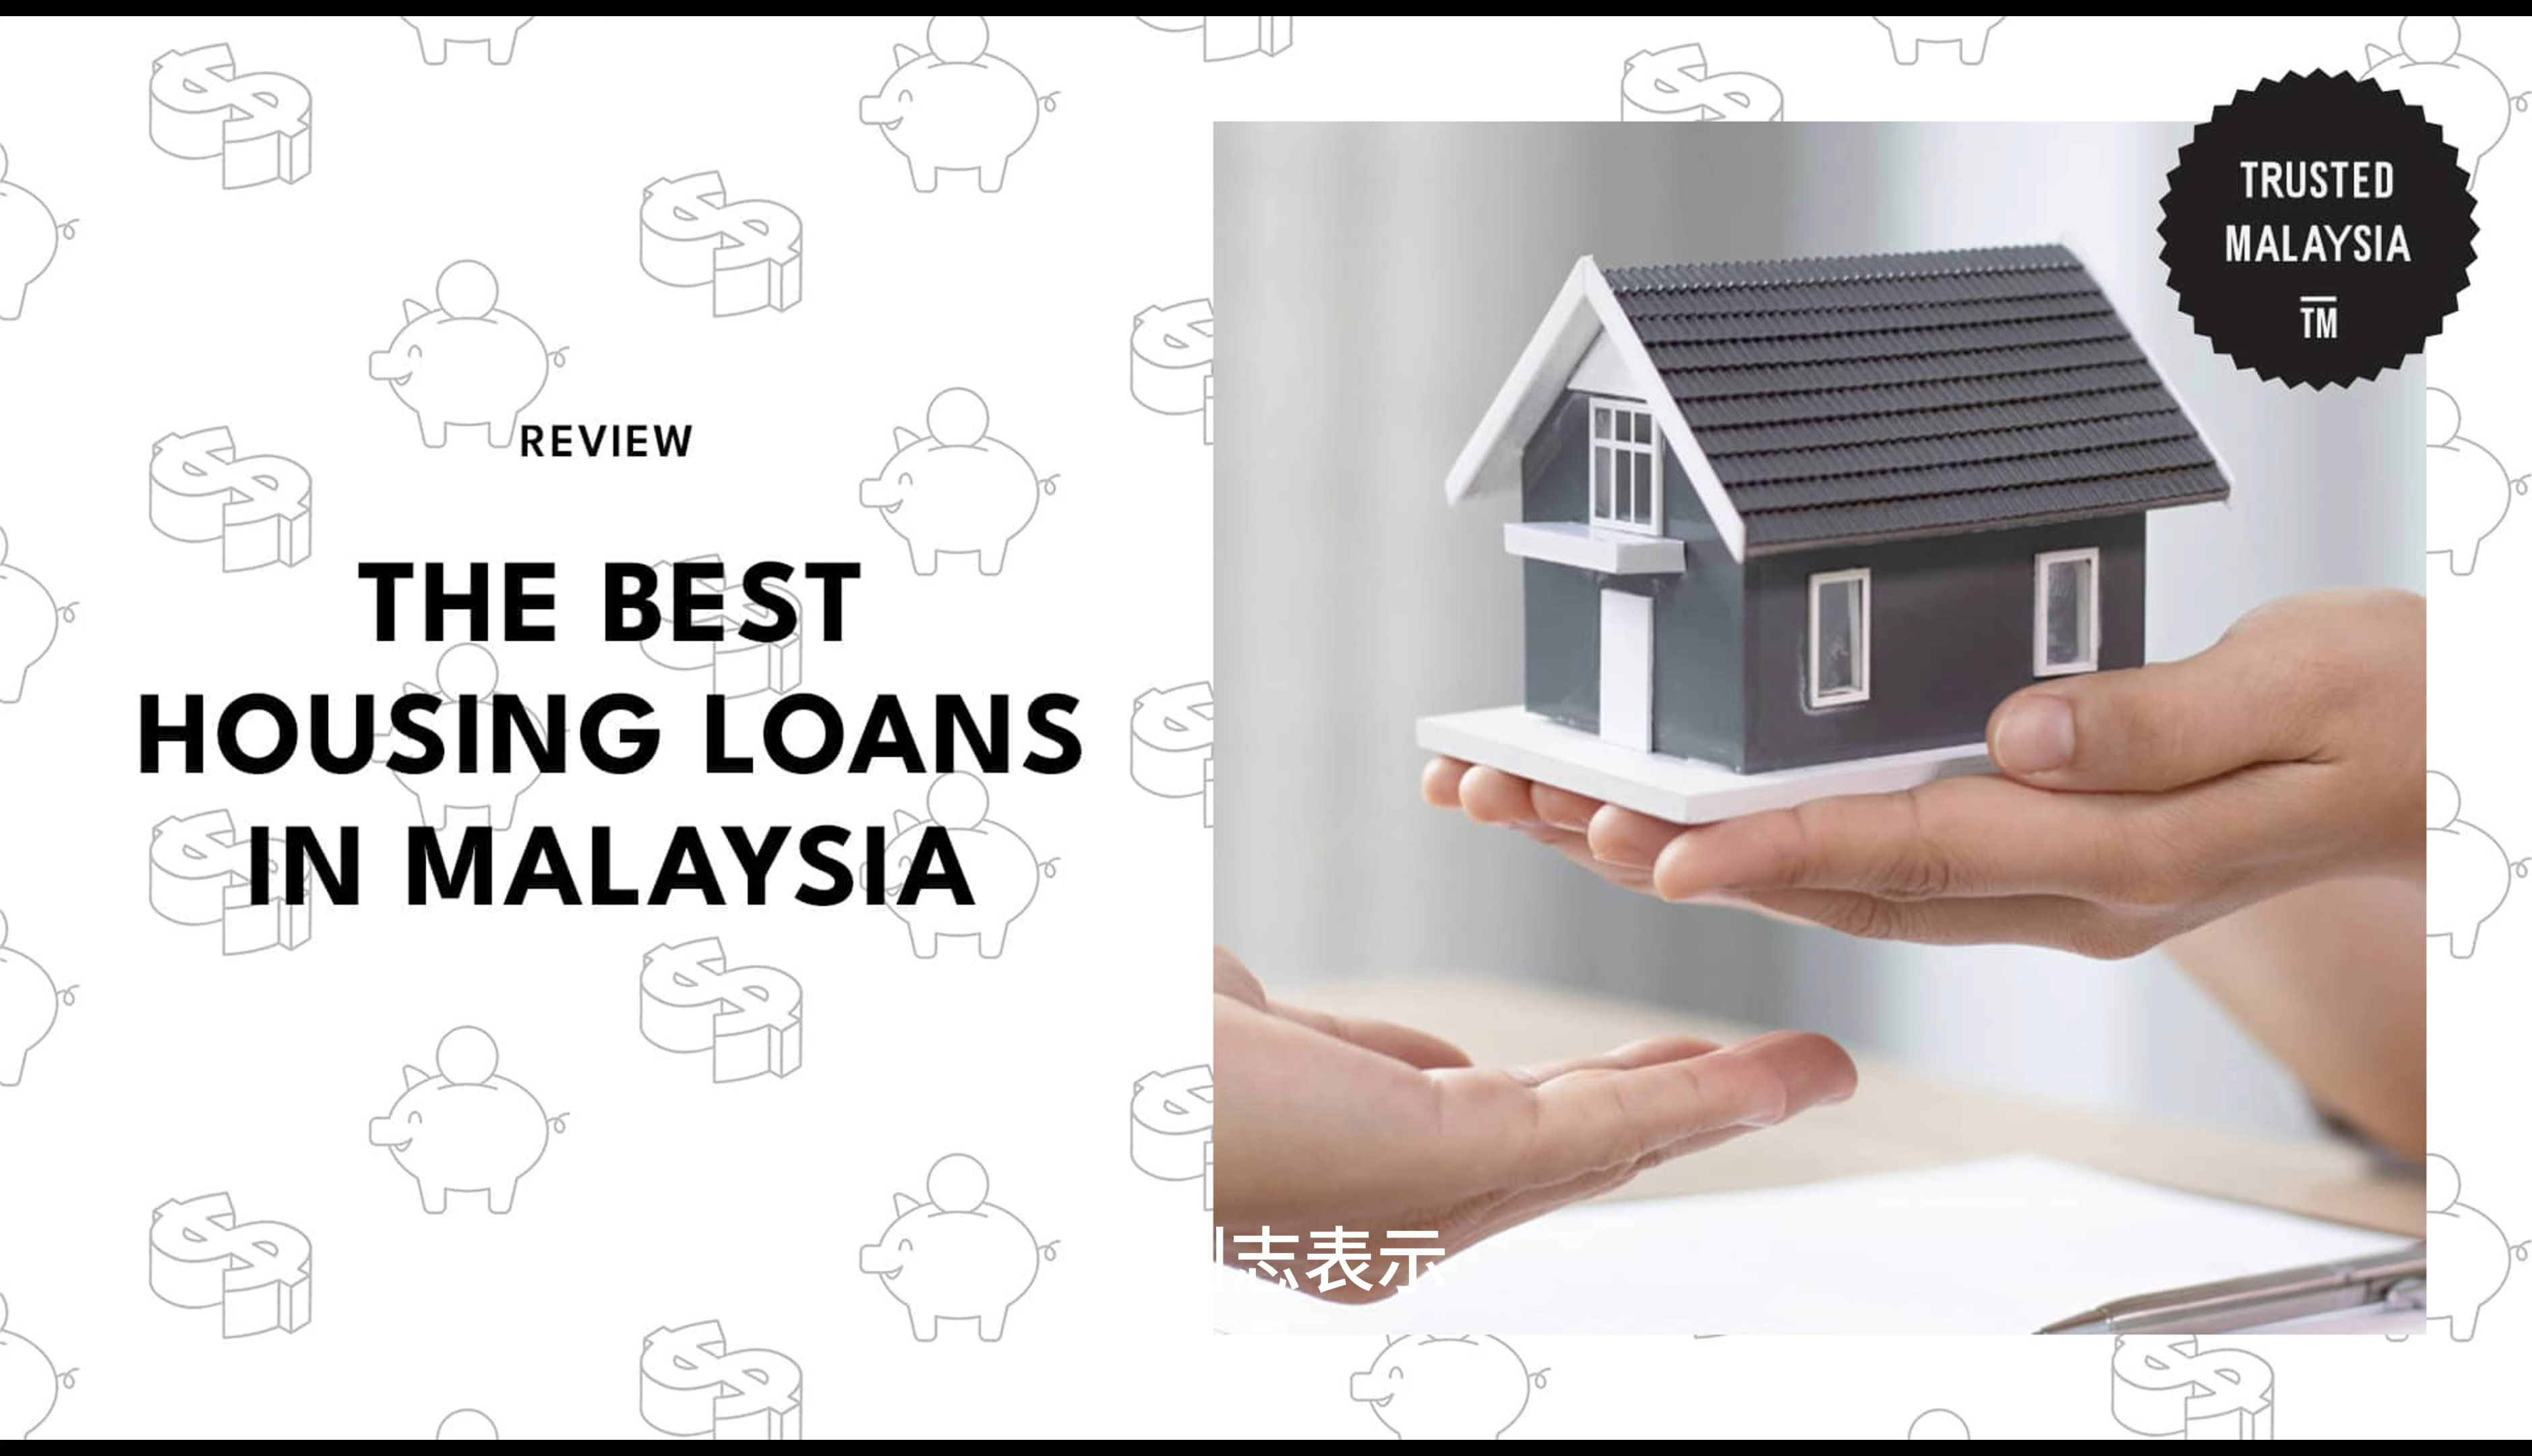 REVIEW
THE BEST
HOUSING LOANS
IN MALAYSIA
TRUSTED
MALAYSIA
TM
志表示